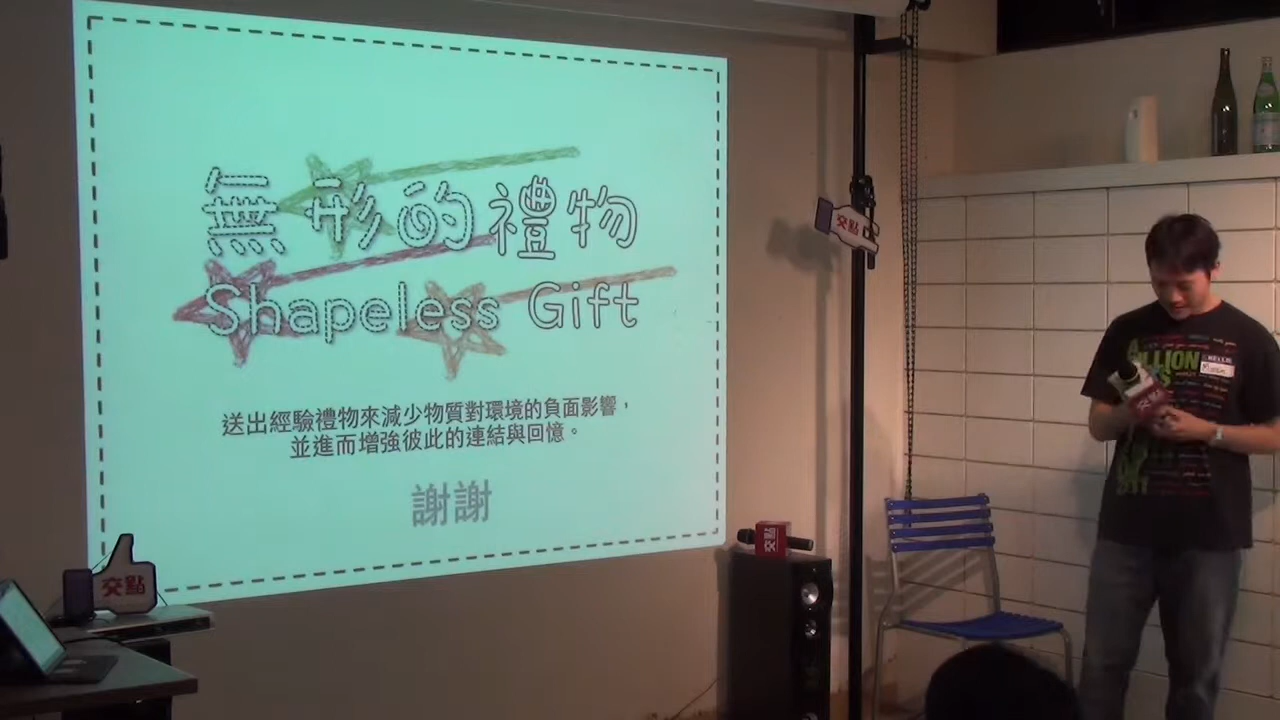 無形的禮物
Shapeless Gift
送出經驗禮物來減少物質對環境的負面影響，
並進而增強彼此的連結與回憶。
謝謝
交點
交點
交點
HELLO